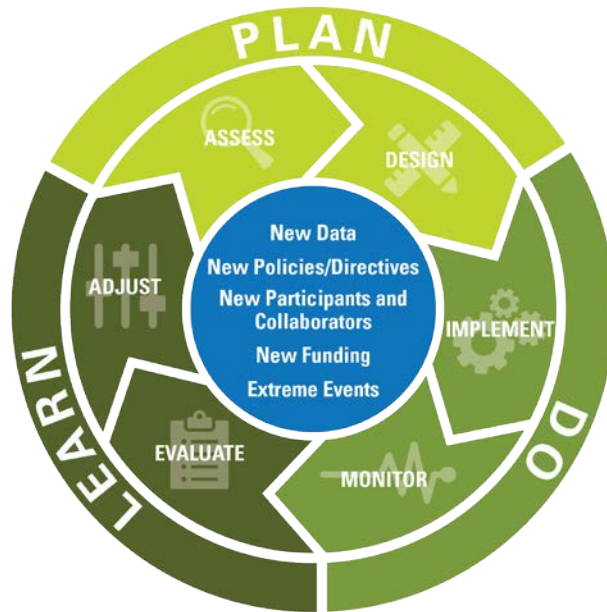 PLAN
ASSESS
DESIGN
New Data
New Policies/Directives
New Participants and
Collaborators
New Funding
Extreme Events
ADJUST
IMPLEMENT
EVALUATE
MONITOR
LEARN
DO